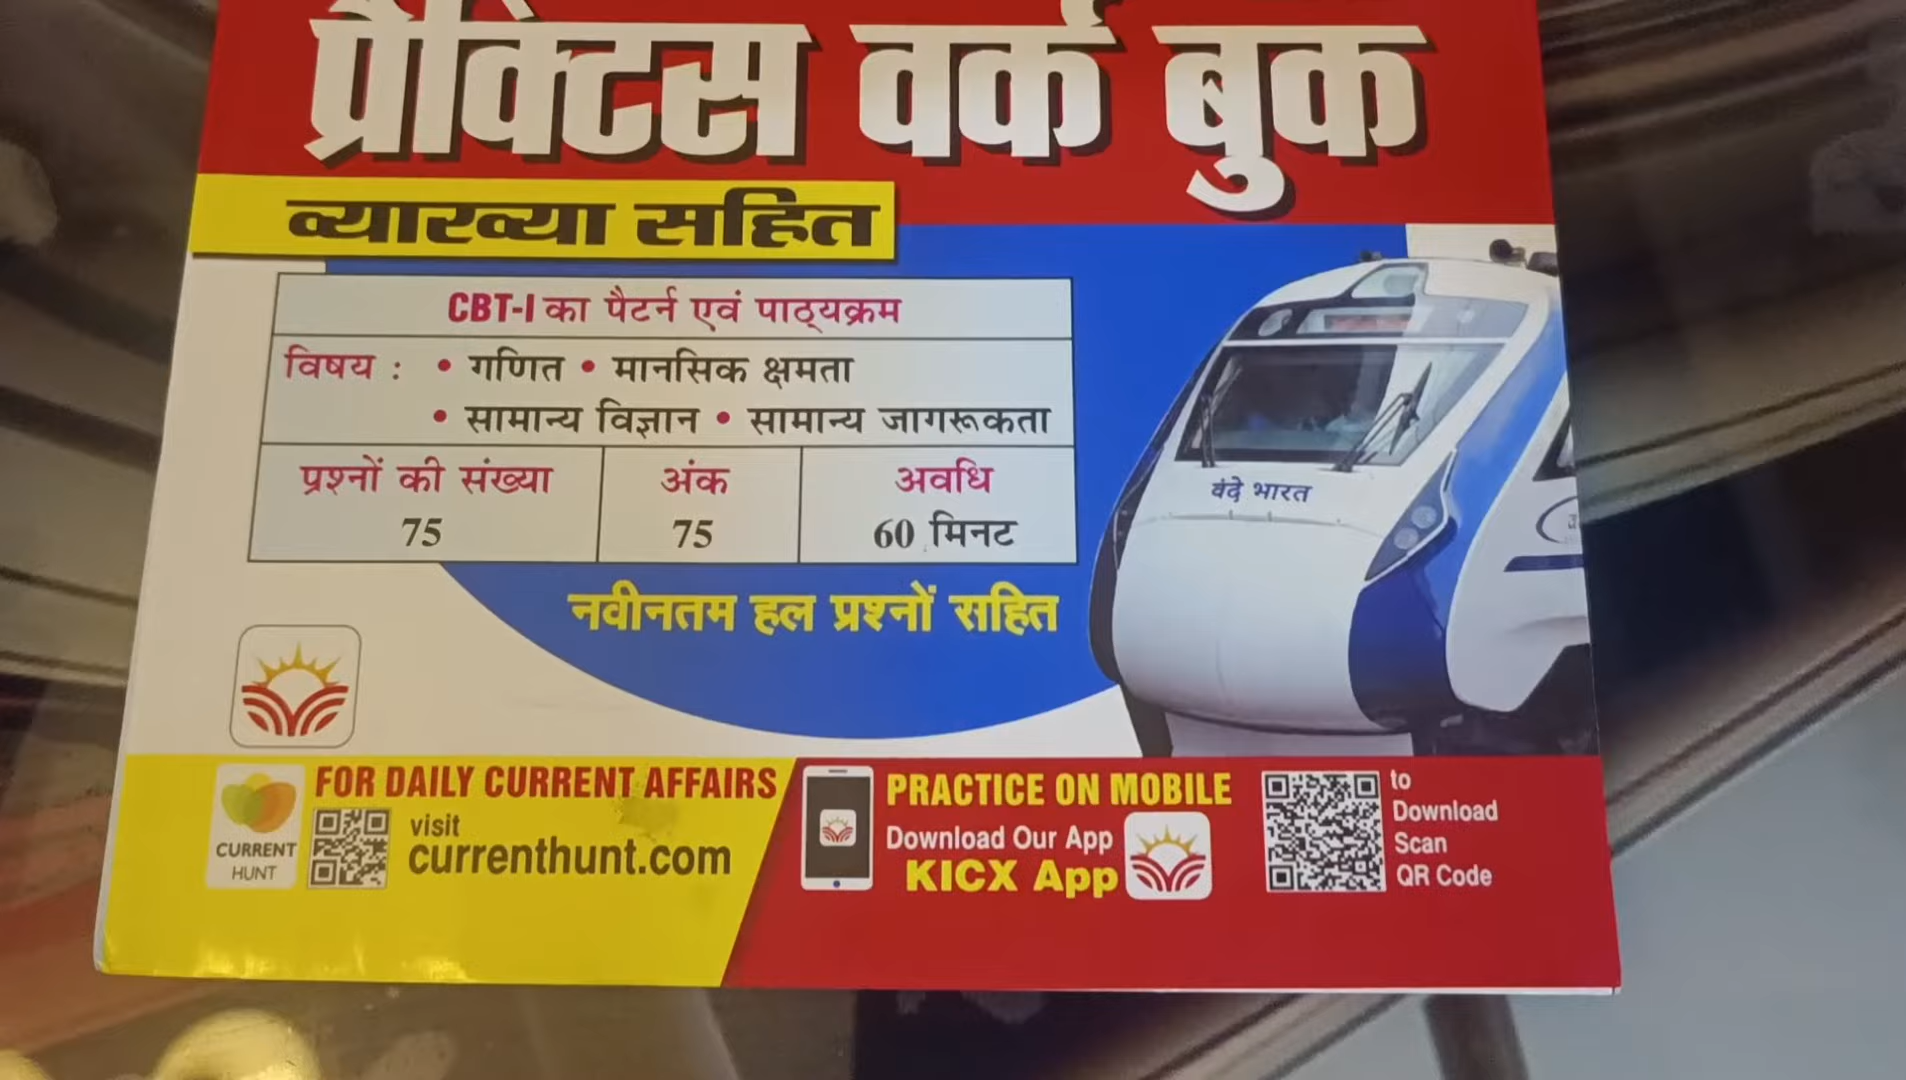 प्रैक्टिस वर्क बुक
व्याख्या सहित
CBT-I का पैटर्न एवं पाठ्यक्रम
विषय : • गणित • मानसिक क्षमता
• सामान्य विज्ञान • सामान्य जागरूकता
प्रश्नों की संख्या अंक अवधि
75 75 60 मिनट
वंदे भारत
नवीनतम हल प्रश्नों सहित
CURRENT
HUNT
FOR DAILY CURRENT AFFAIRS
visit
currenthunt.com
PRACTICE ON MOBILE
Download Our App
KICX App
to
Download
Scan
QR Code